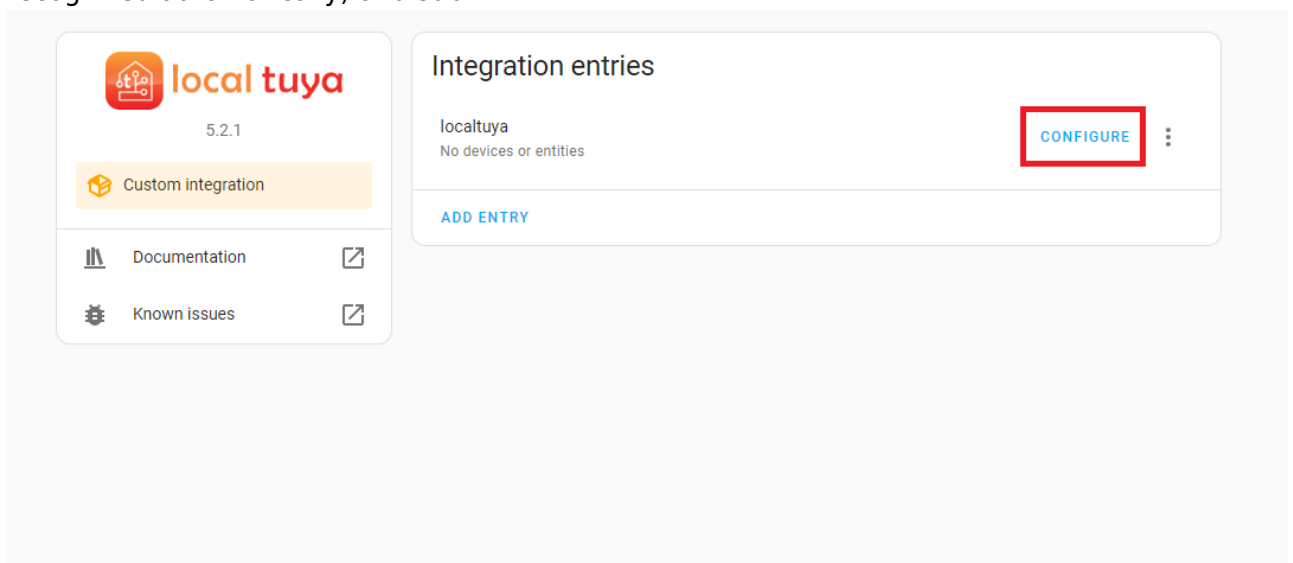 local tuya
5.2.1
Custom integration
Documentation
Known issues
Integration entries
localtuya
No devices or entities
CONFIGURE
ADD ENTRY